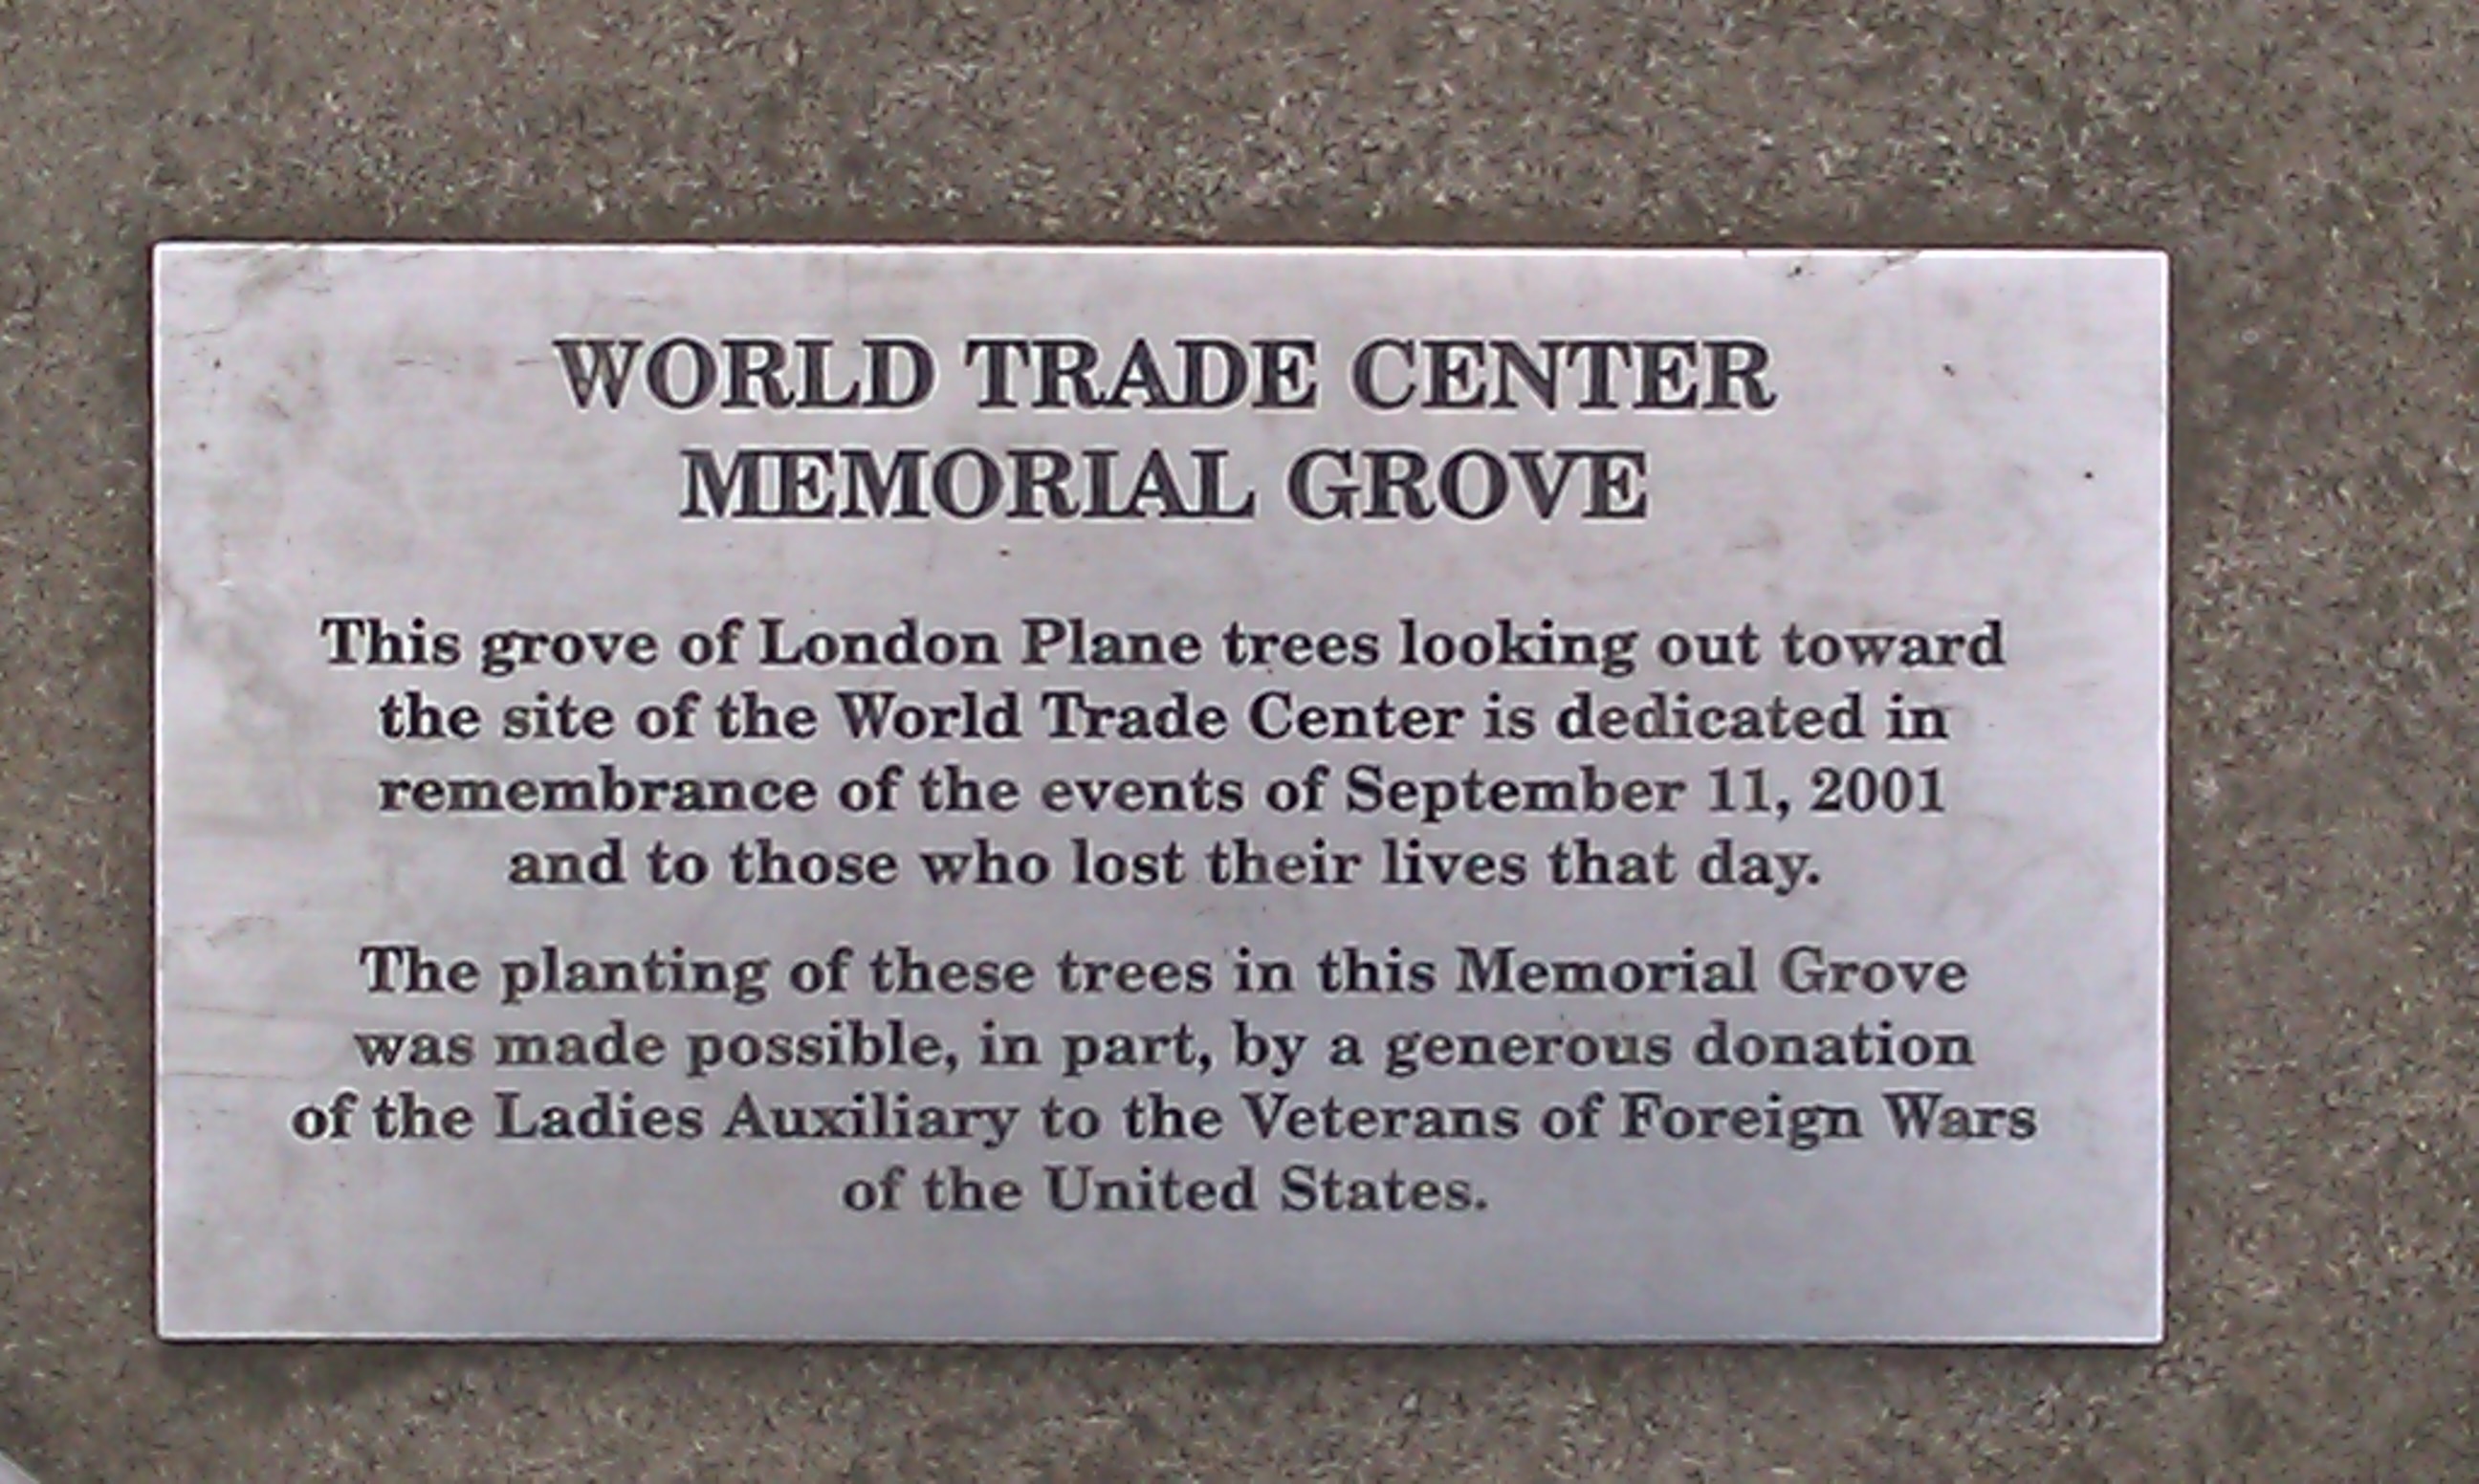 WORLD TRADE CENTER
MEMORIAL GROVE
This grove of London Plane trees looking out toward
the site of the World Trade Center is dedicated in
remembrance of the events of September 11, 2001
and to those who lost their lives that day.
The planting of these trees in this Memorial Grove
was made possible, in part, by a generous donation
of the Ladies Auxiliary to the Veterans of Foreign Wars
of the United States.